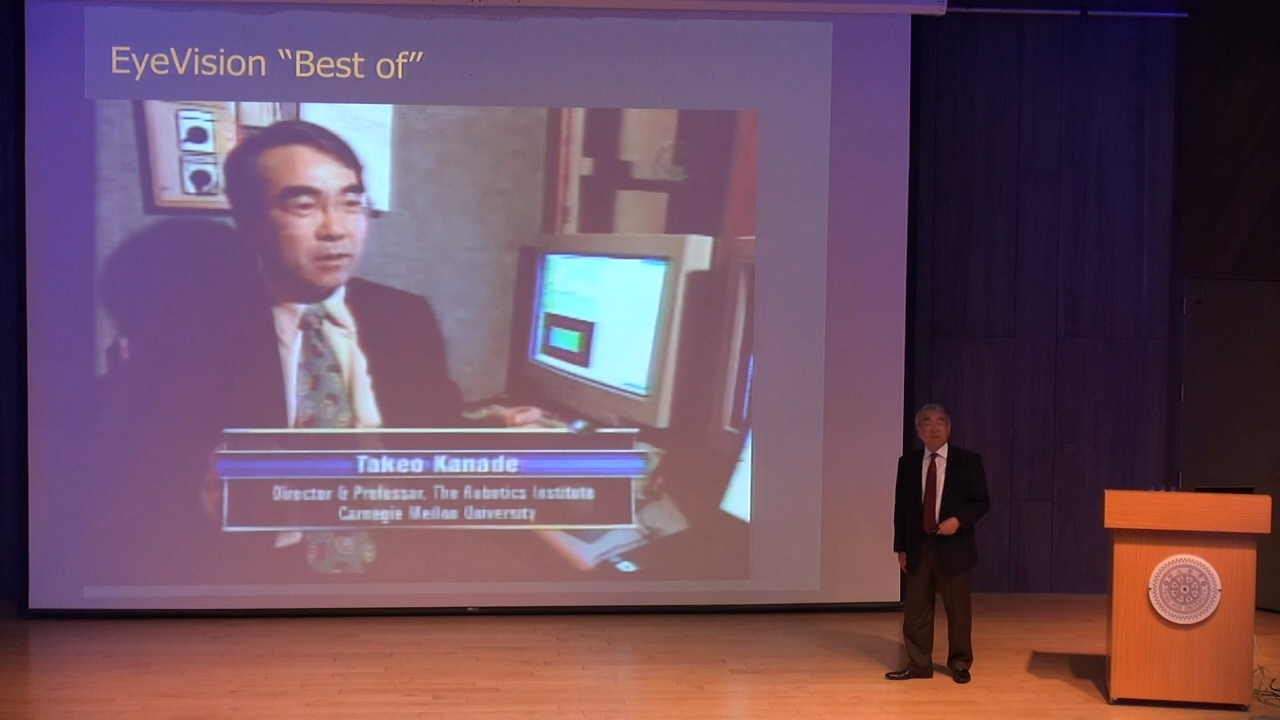 EyeVision “Best of”
Takeo Kanade
Director & Professor, The Robotics Institute
Carnegie Mellon University